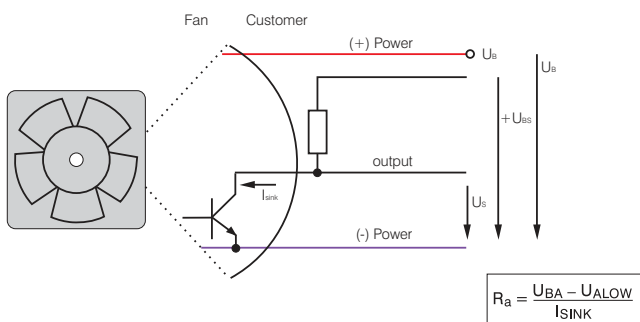 Fan Customer
(+) Power
UB
UB
+UBS
output
Isink
US
(-) Power
Ra = UBA – UALOW
ISINK